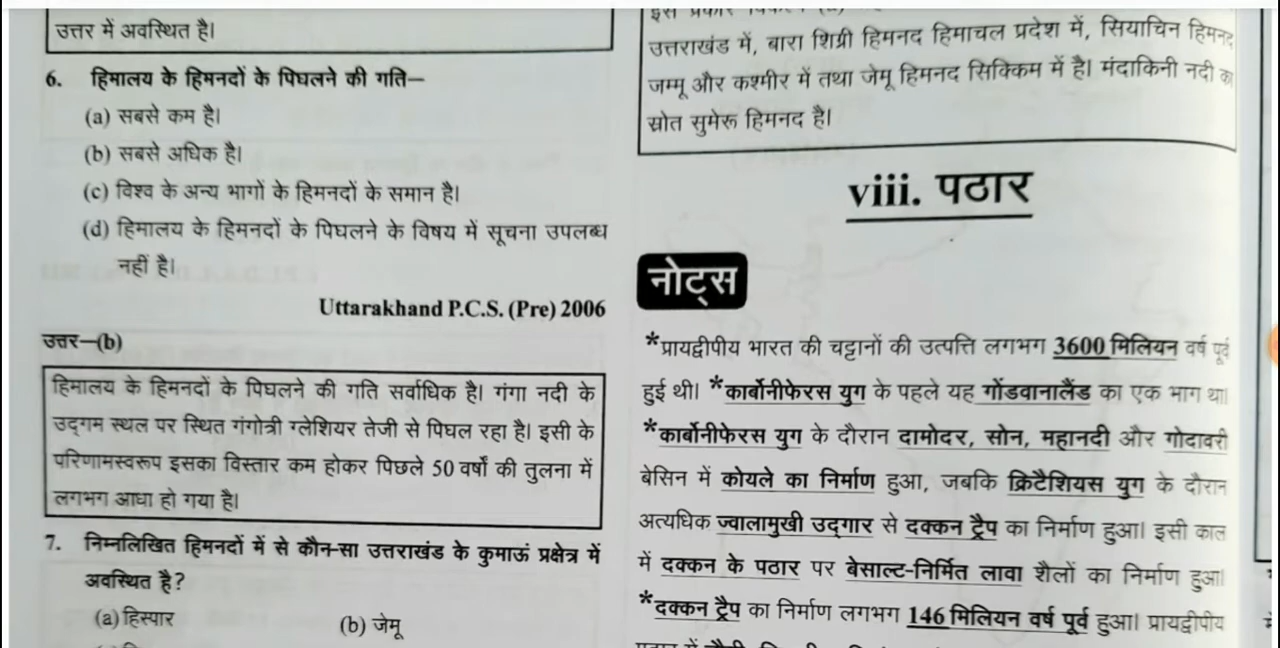 उत्तर में अवस्थित है।
6. हिमालय के हिमनदों के पिघलने की गति–
(a) सबसे कम है।
(b) सबसे अधिक है।
(c) विश्व के अन्य भागों के हिमनदों के समान है।
(d) हिमालय के हिमनदों के पिघलने के विषय में सूचना उपलब्ध
नहीं है।
Uttarakhand P.C.S. (Pre) 2006
उत्तर–(b)
हिमालय के हिमनदों के पिघलने की गति सर्वाधिक है। गंगा नदी के
उद्गम स्थल पर स्थित गंगोत्री ग्लेशियर तेजी से पिघल रहा है। इसी के
परिणामस्वरूप इसका विस्तार कम होकर पिछले 50 वर्षों की तुलना में
लगभग आधा हो गया है।
7. निम्नलिखित हिमनदों में से कौन-सा उत्तराखंड के कुमाऊं प्रक्षेत्र में
अवस्थित है?
(a) हिस्पार (b) जेमू
उत्तराखंड में, बारा शिग्री हिमनद हिमाचल प्रदेश में, सियाचिन हिमनद
जम्मू और कश्मीर में तथा जेमू हिमनद सिक्किम में है। मंदाकिनी नदी का
स्रोत सुमेरू हिमनद है।
viii. पठार
नोट्स
*प्रायद्वीपीय भारत की चट्टानों की उत्पत्ति लगभग 3600 मिलियन वर्ष पूर्व
हुई थी। *कार्बोनीफेरस युग के पहले यह गोंडवानालैंड का एक भाग था।
*कार्बोनीफेरस युग के दौरान दामोदर, सोन, महानदी और गोदावरी
बेसिन में कोयले का निर्माण हुआ, जबकि क्रिटैशियस युग के दौरान
अत्यधिक ज्वालामुखी उद्गार से दक्कन ट्रैप का निर्माण हुआ। इसी काल
में दक्कन के पठार पर बेसाल्ट-निर्मित लावा शैलों का निर्माण हुआ।
*दक्कन ट्रैप का निर्माण लगभग 146 मिलियन वर्ष पूर्व हुआ। प्रायद्वीपीय